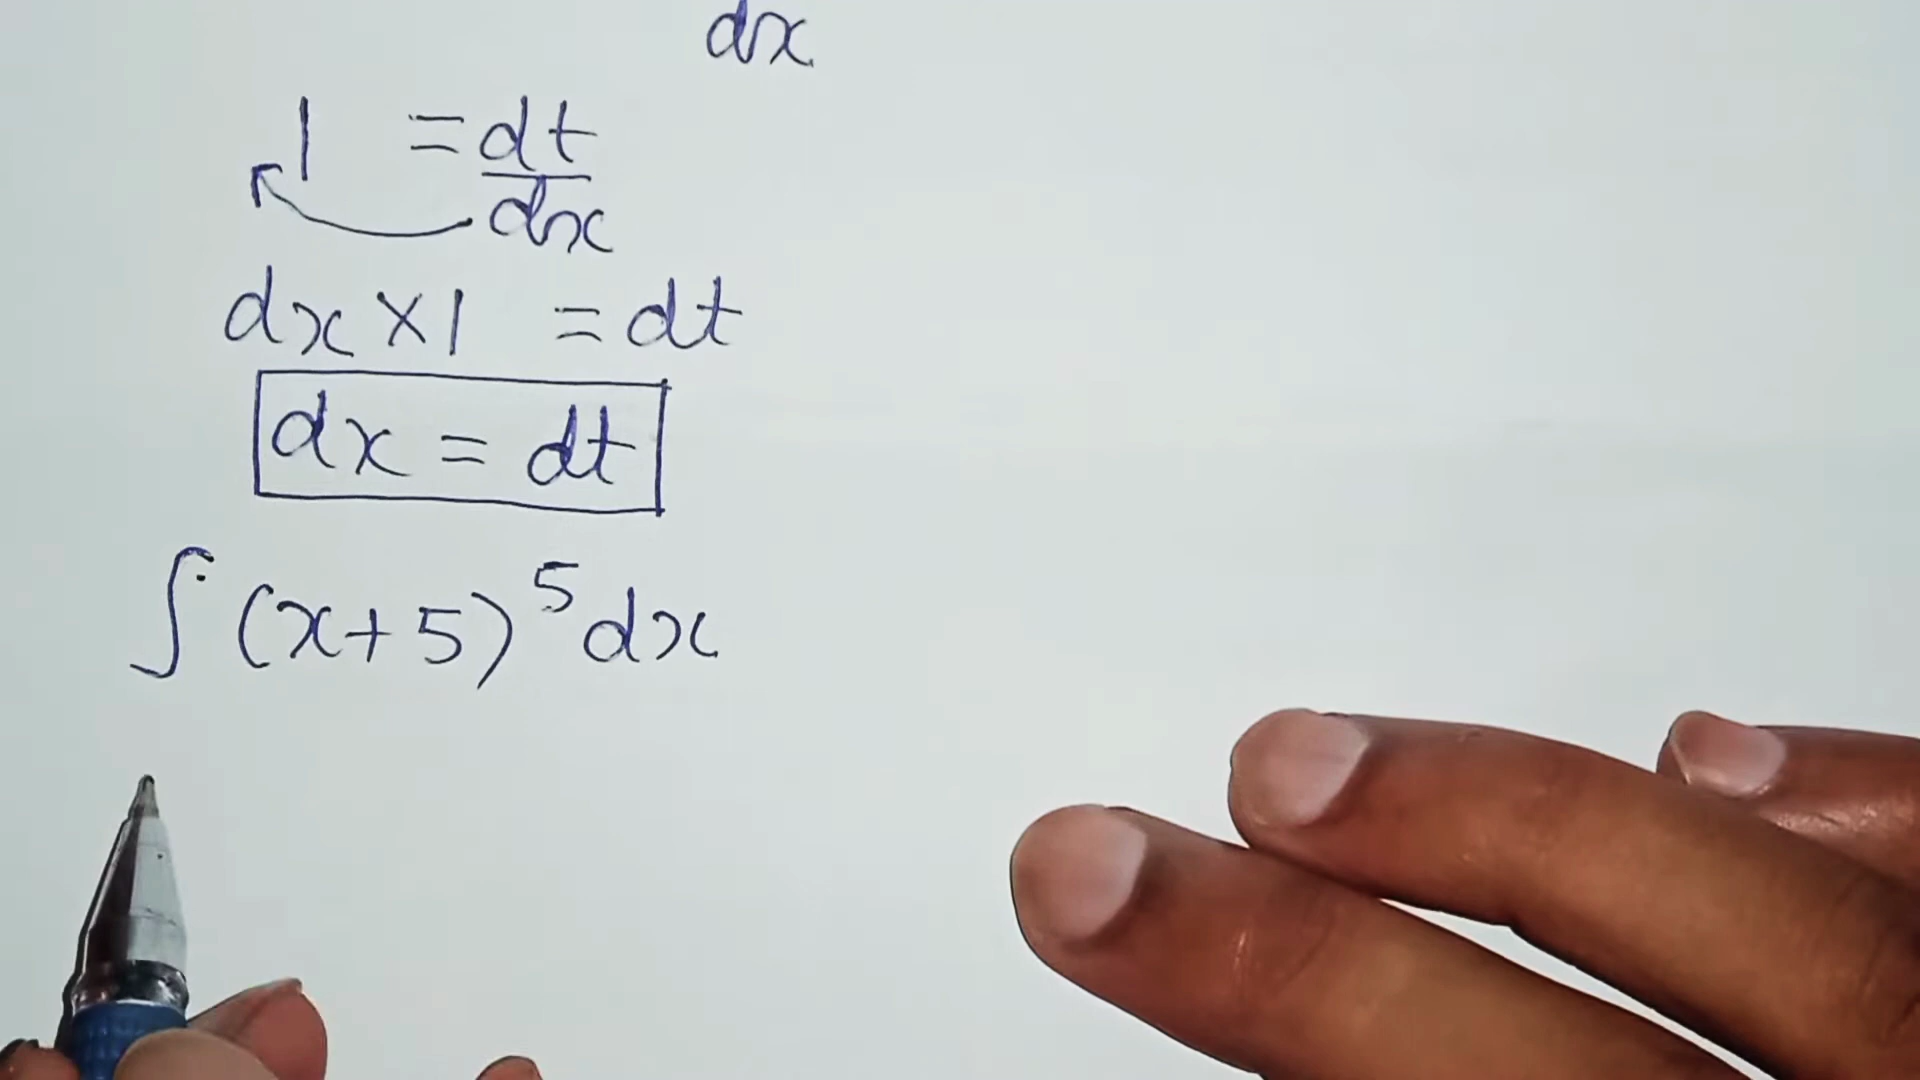 dx
1 = dt
dx
dx × 1 = dt
dx = dt
∫ (x+5)⁵ dx